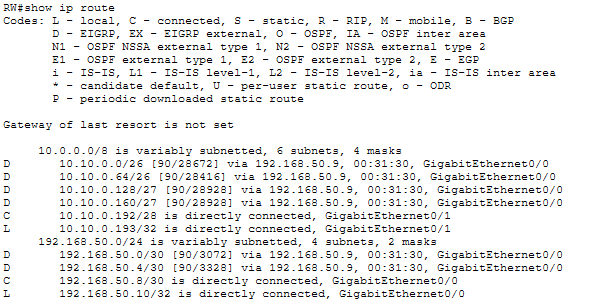 RW#show ip route
Codes: L - local, C - connected, S - static, R - RIP, M - mobile, B - BGP
D - EIGRP, EX - EIGRP external, O - OSPF, IA - OSPF inter area
N1 - OSPF NSSA external type 1, N2 - OSPF NSSA external type 2
E1 - OSPF external type 1, E2 - OSPF external type 2, E - EGP
i - IS-IS, L1 - IS-IS level-1, L2 - IS-IS level-2, ia - IS-IS inter area
* - candidate default, U - per-user static route, o - ODR
P - periodic downloaded static route
Gateway of last resort is not set
10.0.0.0/8 is variably subnetted, 6 subnets, 4 masks
D 10.10.0.0/26 [90/28672] via 192.168.50.9, 00:31:30, GigabitEthernet0/0
D 10.10.0.64/26 [90/28416] via 192.168.50.9, 00:31:30, GigabitEthernet0/0
D 10.10.0.128/27 [90/28928] via 192.168.50.9, 00:31:30, GigabitEthernet0/0
D 10.10.0.160/27 [90/28928] via 192.168.50.9, 00:31:30, GigabitEthernet0/0
C 10.10.0.192/28 is directly connected, GigabitEthernet0/1
L 10.10.0.193/32 is directly connected, GigabitEthernet0/1
192.168.50.0/24 is variably subnetted, 4 subnets, 2 masks
D 192.168.50.0/30 [90/3072] via 192.168.50.9, 00:31:30, GigabitEthernet0/0
D 192.168.50.4/30 [90/3328] via 192.168.50.9, 00:31:30, GigabitEthernet0/0
C 192.168.50.8/30 is directly connected, GigabitEthernet0/0
L 192.168.50.10/32 is directly connected, GigabitEthernet0/0